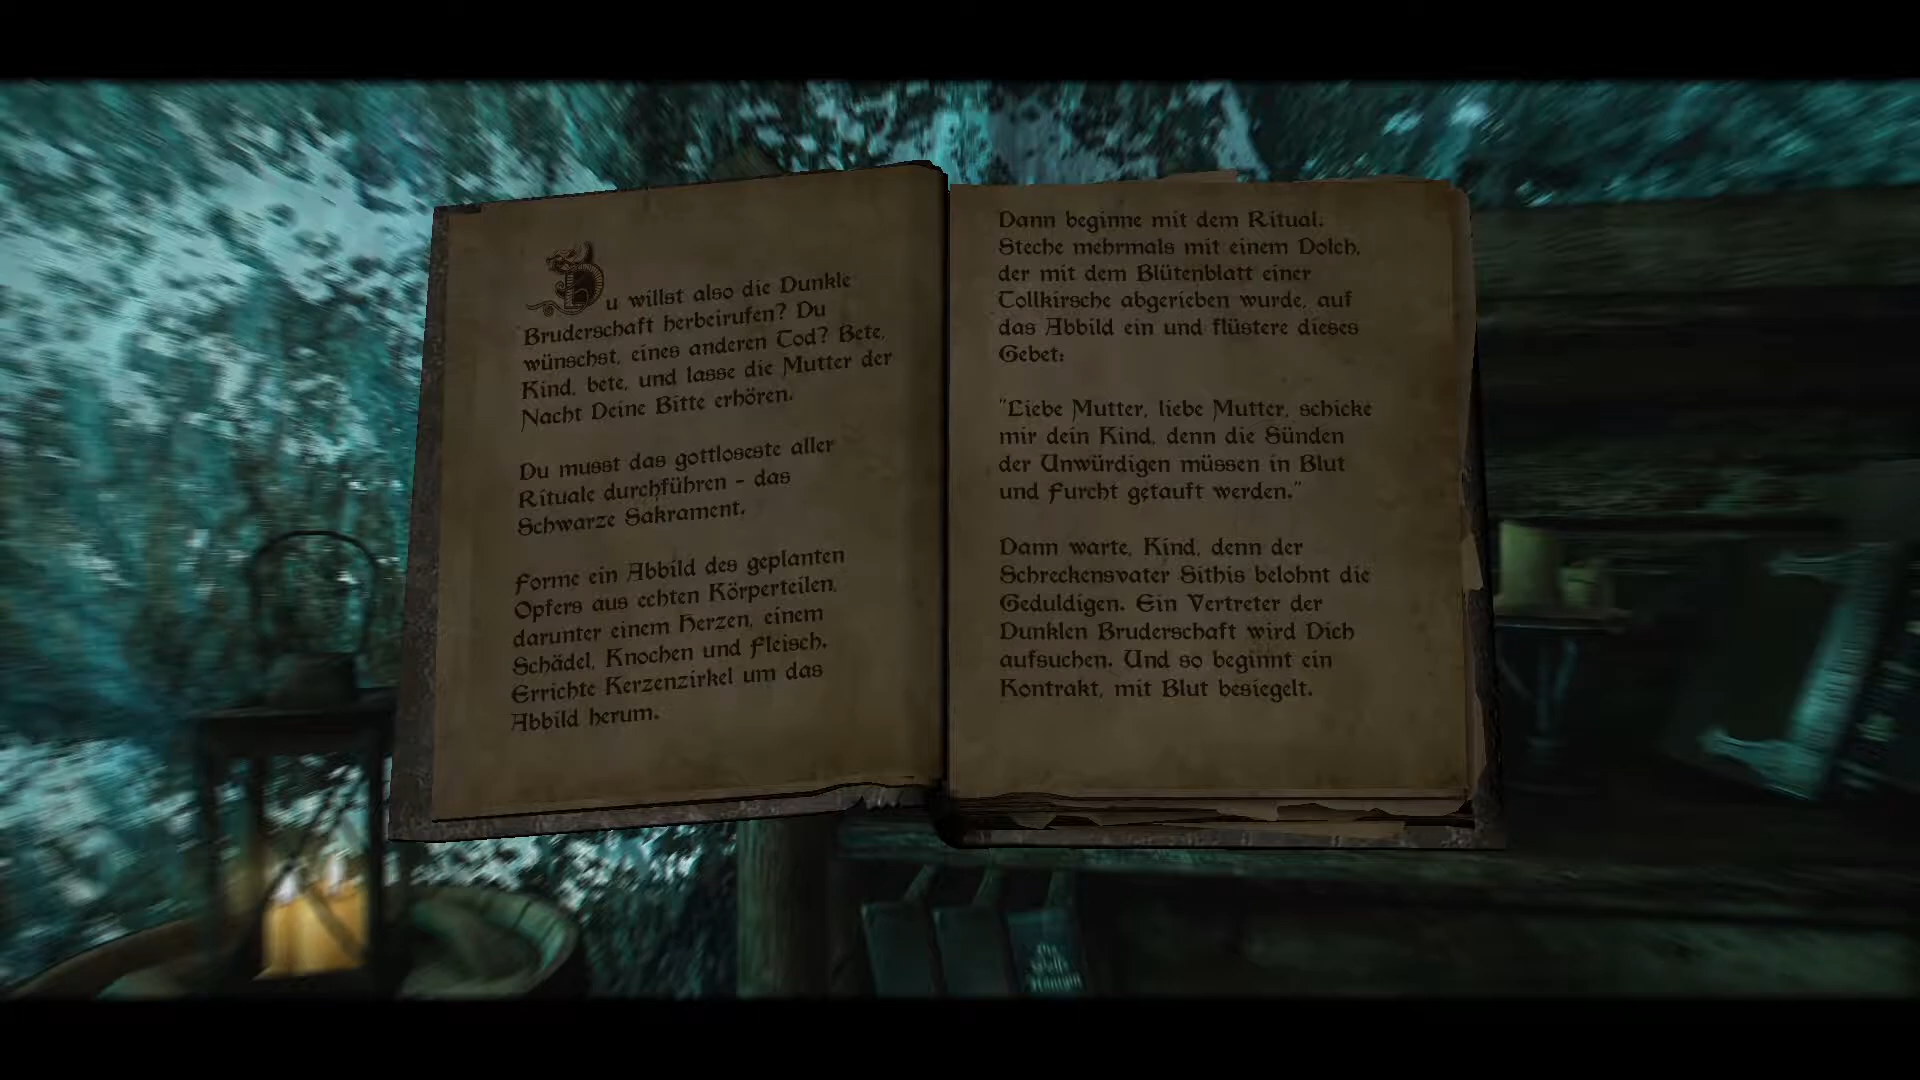 Du willst also die Dunkle
Bruderschaft herbeirufen? Du
wünschst, eines anderen Tod? Bete,
Kind, bete, und lasse die Mutter der
Nacht Deine Bitte erhören.
Du musst das gottloseste aller
Rituale durchführen - das
Schwarze Sakrament.
Forme ein Abbild des geplanten
Opfers aus echten Körperteilen,
darunter einem Herzen, einem
Schädel, Knochen und Fleisch.
Errichte Kerzenzirkel um das
Abbild herum.
Dann beginne mit dem Ritual.
Steche mehrmals mit einem Dolch,
der mit dem Blütenblatt einer
Tollkirsche abgerieben wurde, auf
das Abbild ein und flüstere dieses
Gebet:
"Liebe Mutter, liebe Mutter, schicke
mir dein Kind, denn die Sünden
der Unwürdigen müssen in Blut
und Furcht getauft werden."
Dann warte, Kind, denn der
Schreckensvater Sithis belohnt die
Geduldigen. Ein Vertreter der
Dunklen Bruderschaft wird Dich
aufsuchen. Und so beginnt ein
Kontrakt, mit Blut besiegelt.